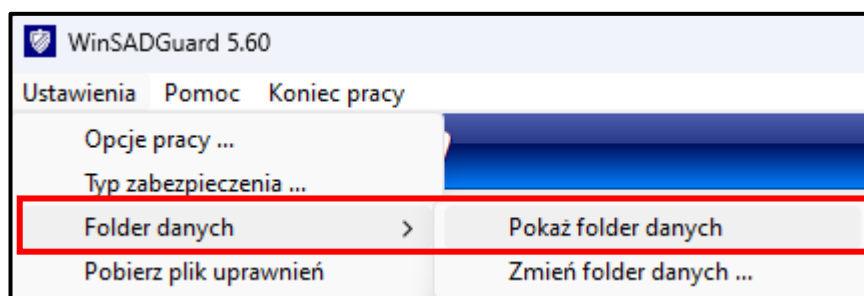 WinSADGuard 5.60
Ustawienia Pomoc Koniec pracy
Opcje pracy ...
Typ zabezpieczenia ...
Folder danych > Pokaż folder danych
Pobierz plik uprawnień Zmień folder danych ...